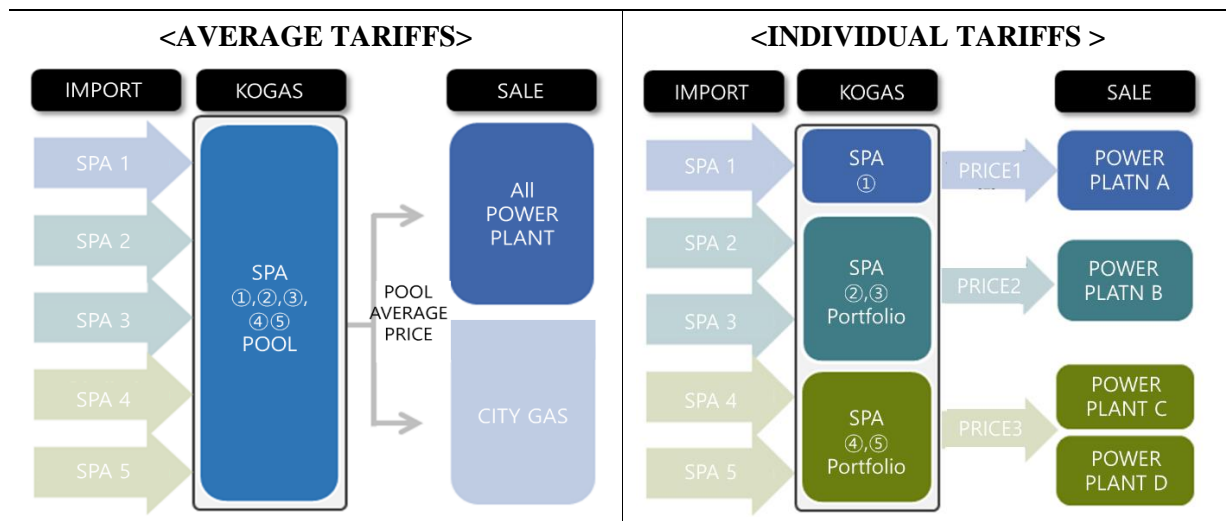 <AVERAGE TARIFFS>
IMPORT
KOGAS
SALE
SPA 1
SPA 2
SPA 3
SPA 4
SPA 5
SPA
①,②,③,
④⑤
POOL
POOL
AVERAGE
PRICE
All
POWER
PLANT
CITY GAS
<INDIVIDUAL TARIFFS >
IMPORT
KOGAS
SALE
SPA 1
SPA 2
SPA 3
SPA 4
SPA 5
SPA
①
SPA
②,③
Portfolio
SPA
④,⑤
Portfolio
PRICE1
PRICE2
PRICE3
POWER
PLATN A
POWER
PLATN B
POWER
PLANT C
POWER
PLANT D